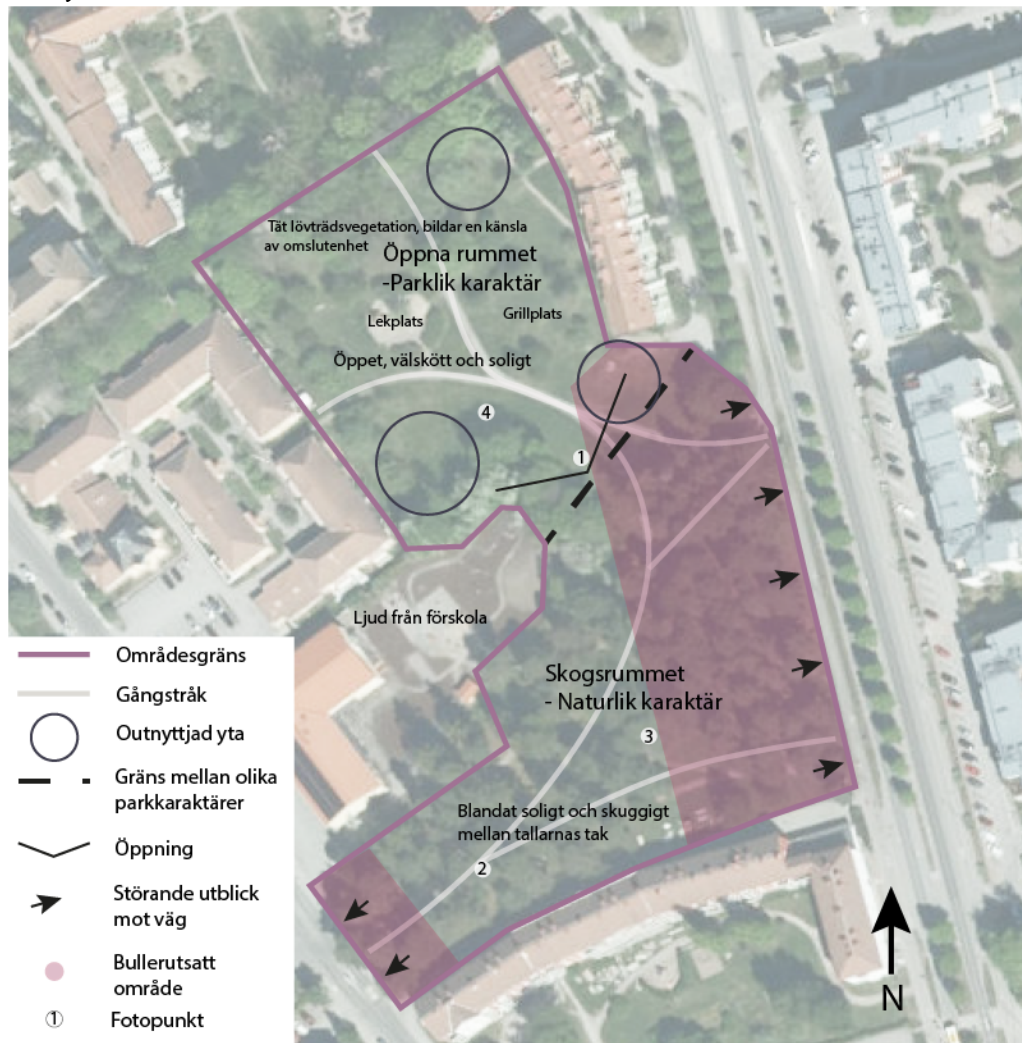 Tät lövträdsvegetation, bildar en känsla
av omslutenhet
Öppna rummet
-Parklik karaktär
Lekplats
Grillplats
Öppet, välskött och soligt
4
1
Ljud från förskola
Skogsrummet
- Naturlik karaktär
3
Blandat soligt och skuggigt
mellan tallarnas tak
2
Områdesgräns
Gångstråk
Outnyttjad yta
Gräns mellan olika
parkkaraktärer
Öppning
Störande utblick
mot väg
Bullerutsatt
område
1 Fotopunkt
N